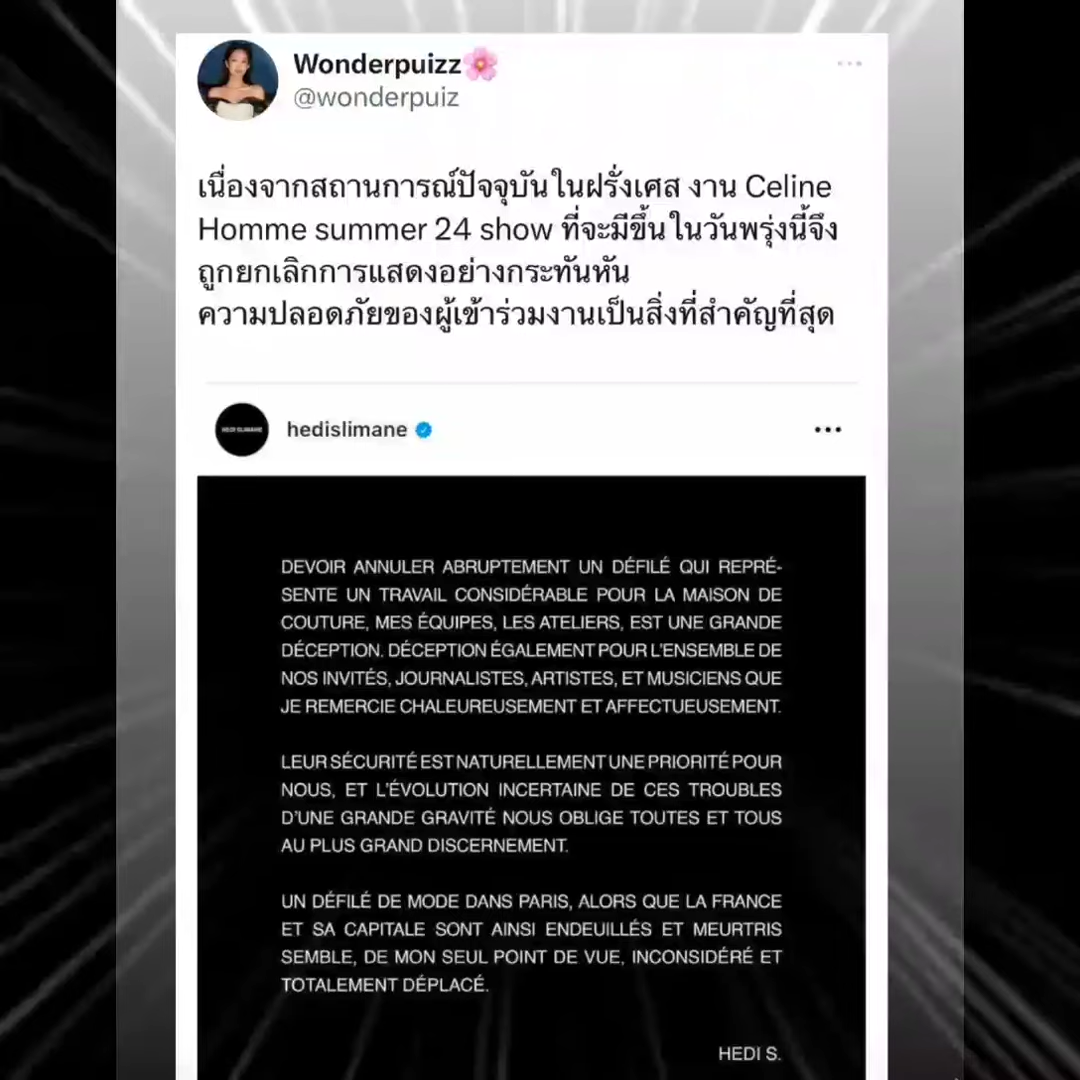 Wonderpuizz🌸
@wonderpuiz
เนื่องจากสถานการณ์ปัจจุบันในฝรั่งเศส งาน Celine
Homme summer 24 show ที่จะมีขึ้นในวันพรุ่งนี้จึง
ถูกยกเลิกการแสดงอย่างกระทันหัน
ความปลอดภัยของผู้เข้าร่วมงานเป็นสิ่งที่สำคัญที่สุด
HEDI SLIMANE
hedislimane
DEVOIR ANNULER ABRUPTEMENT UN DÉFILÉ QUI REPRÉ-
SENTE UN TRAVAIL CONSIDÉRABLE POUR LA MAISON DE
COUTURE, MES ÉQUIPES, LES ATELIERS, EST UNE GRANDE
DÉCEPTION. DÉCEPTION ÉGALEMENT POUR L'ENSEMBLE DE
NOS INVITÉS, JOURNALISTES, ARTISTES, ET MUSICIENS QUE
JE REMERCIE CHALEUREUSEMENT ET AFFECTUEUSEMENT.
LEUR SÉCURITÉ EST NATURELLEMENT UNE PRIORITÉ POUR
NOUS, ET L'ÉVOLUTION INCERTAINE DE CES TROUBLES
D'UNE GRANDE GRAVITÉ NOUS OBLIGE TOUTES ET TOUS
AU PLUS GRAND DISCERNEMENT.
UN DÉFILÉ DE MODE DANS PARIS, ALORS QUE LA FRANCE
ET SA CAPITALE SONT AINSI ENDEUILLÉS ET MEURTRIS
SEMBLE, DE MON SEUL POINT DE VUE, INCONSIDÉRÉ ET
TOTALEMENT DÉPLACÉ.
HEDI S.